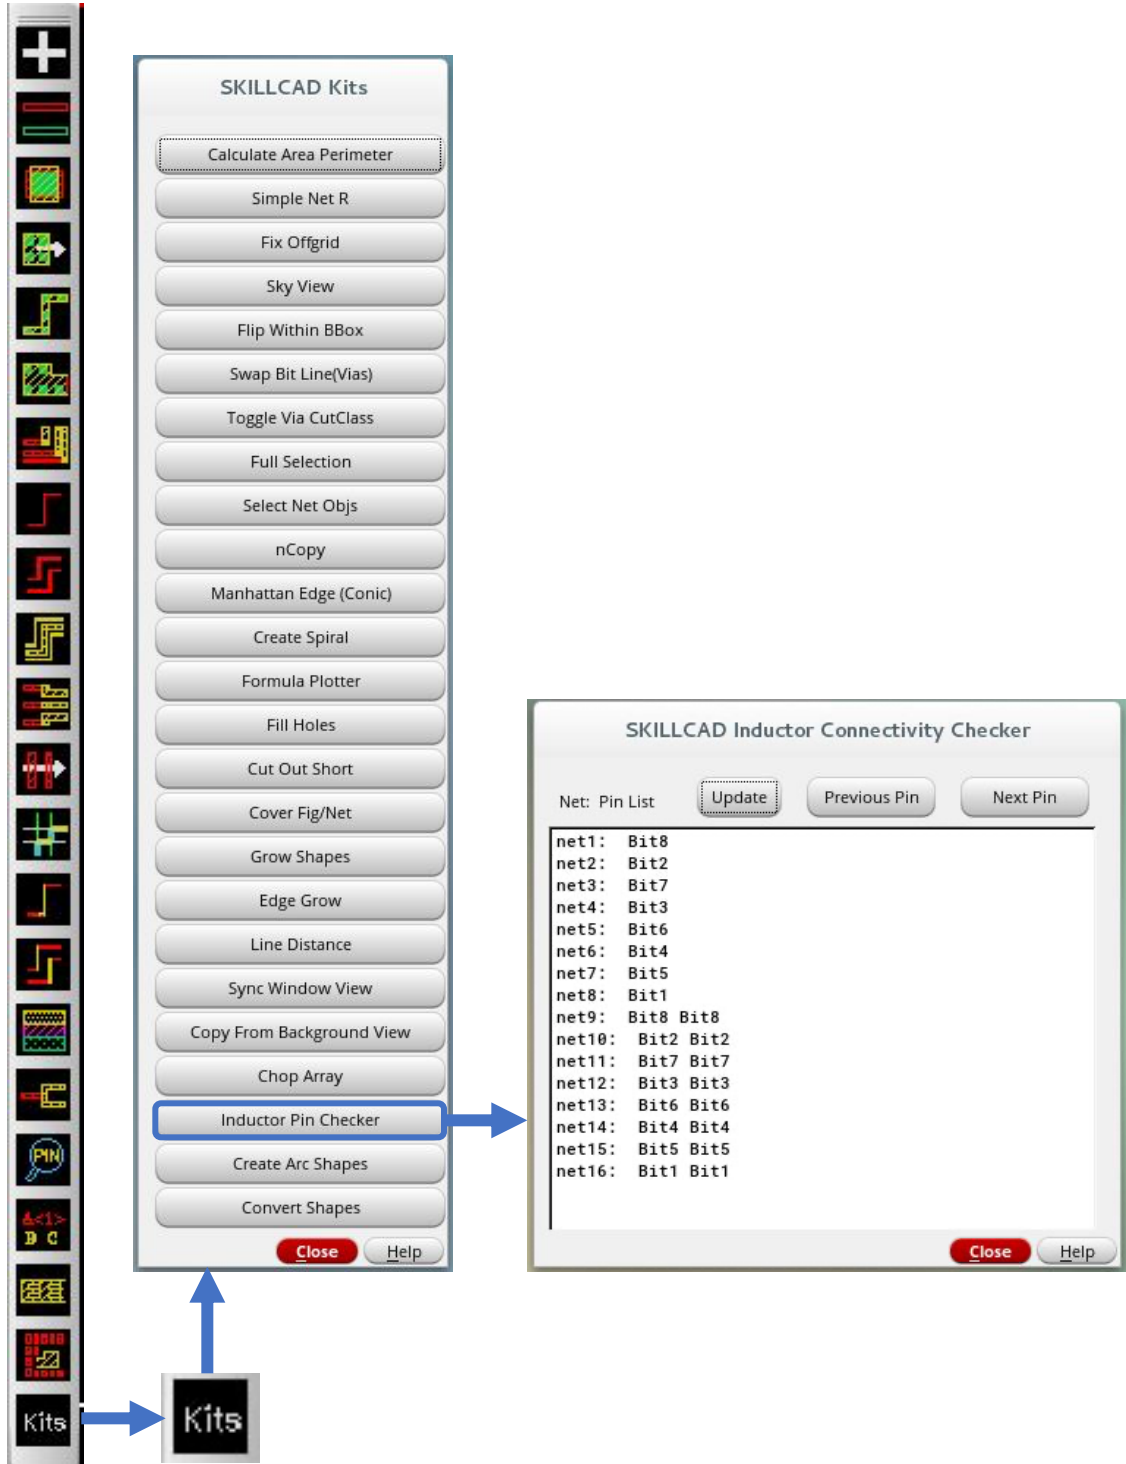 SKILLCAD Kits
Calculate Area Perimeter
Simple Net R
Fix Offgrid
Sky View
Flip Within BBox
Swap Bit Line(Vias)
Toggle Via CutClass
Full Selection
Select Net Objs
nCopy
Manhattan Edge (Conic)
Create Spiral
Formula Plotter
Fill Holes
Cut Out Short
Cover Fig/Net
Grow Shapes
Edge Grow
Line Distance
Sync Window View
Copy From Background View
Chop Array
Inductor Pin Checker
Create Arc Shapes
Convert Shapes
Close Help
SKILLCAD Inductor Connectivity Checker
Net: Pin List Update Previous Pin Next Pin
net1: Bit8
net2: Bit2
net3: Bit7
net4: Bit3
net5: Bit6
net6: Bit4
net7: Bit5
net8: Bit1
net9: Bit8 Bit8
net10: Bit2 Bit2
net11: Bit7 Bit7
net12: Bit3 Bit3
net13: Bit6 Bit6
net14: Bit4 Bit4
net15: Bit5 Bit5
net16: Bit1 Bit1
Close Help
PIN
A<1>
B C
Kits
Kits